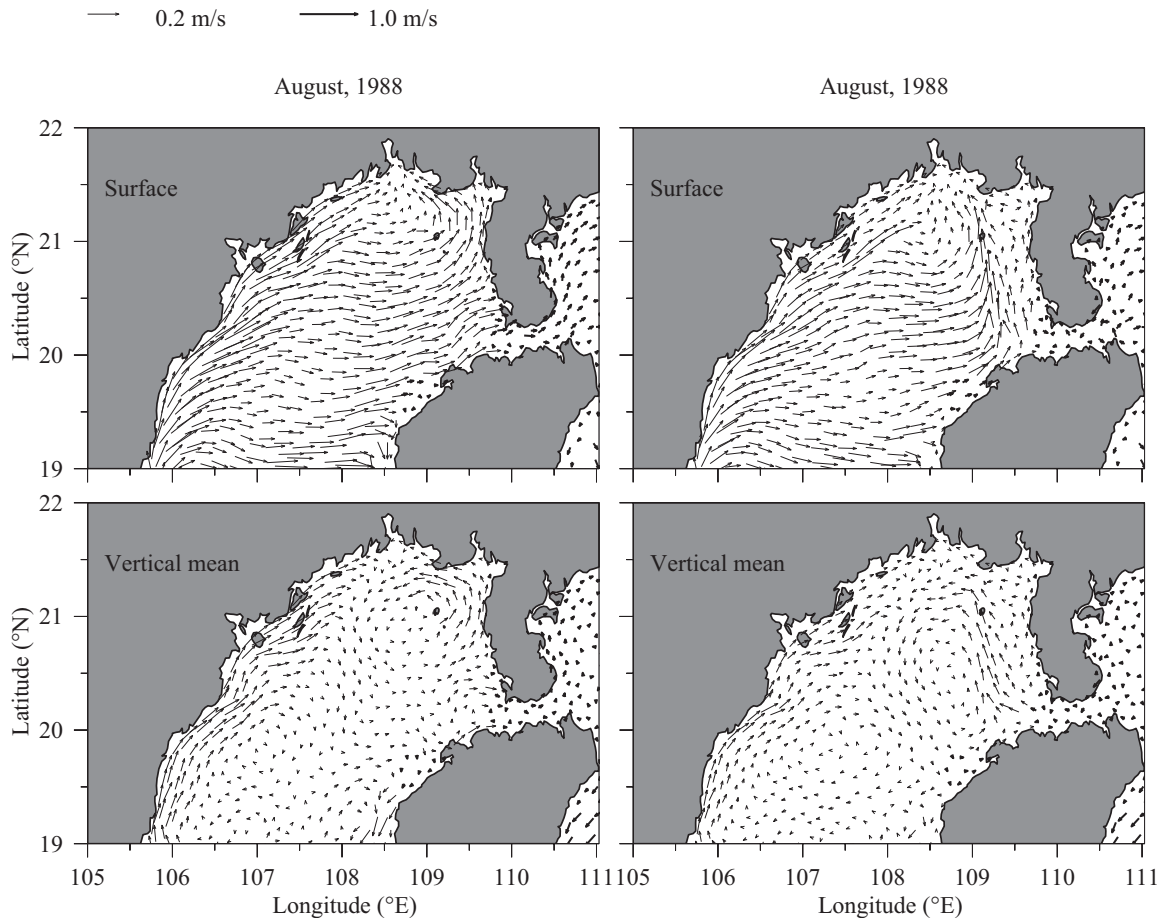 0.2 m/s 1.0 m/s
August, 1988 August, 1988
22
Surface Surface
21
Latitude (°N)
20
19
22
Vertical mean Vertical mean
21
Latitude (°N)
20
19
105 106 107 108 109 110 111 105 106 107 108 109 110 111
Longitude (°E) Longitude (°E)